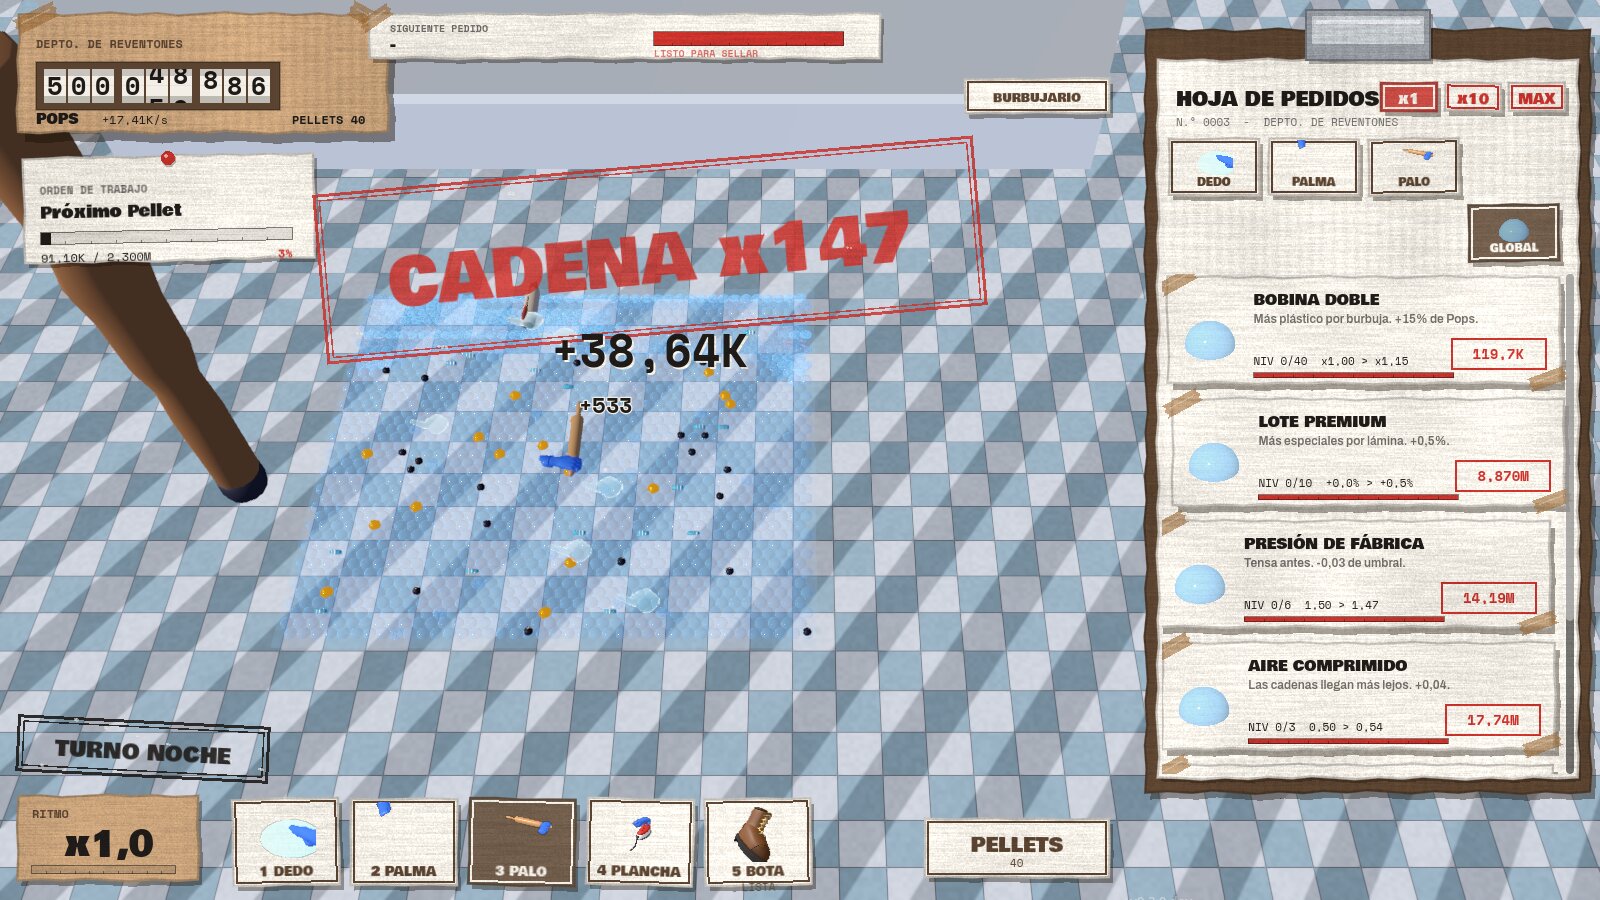 DEPTO. DE REVENTONES
500 0 886
POPS +17,41K/s PELLETS 40
SIGUIENTE PEDIDO
-
LISTO PARA SELLAR
BURBUJARIO
ORDEN DE TRABAJO
Próximo Pellet
91,10K / 2,300M 3%
CADENA x147
+38,64K
+533
HOJA DE PEDIDOS x1 x10 MAX
N.° 0003 - DEPTO. DE REVENTONES
DEDO PALMA PALO
GLOBAL
BOBINA DOBLE
Más plástico por burbuja. +15% de Pops.
NIV 0/40 x1,00 > x1,15 119,7K
LOTE PREMIUM
Más especiales por lámina. +0,5%.
NIV 0/10 +0,0% > +0,5% 8,870M
PRESIÓN DE FÁBRICA
Tensa antes. -0,03 de umbral.
NIV 0/6 1,50 > 1,47 14,19M
AIRE COMPRIMIDO
Las cadenas llegan más lejos. +0,04.
NIV 0/3 0,50 > 0,54 17,74M
TURNO NOCHE
RITMO
x1,0
1 DEDO 2 PALMA 3 PALO 4 PLANCHA 5 BOTA
LISTA
PELLETS
40